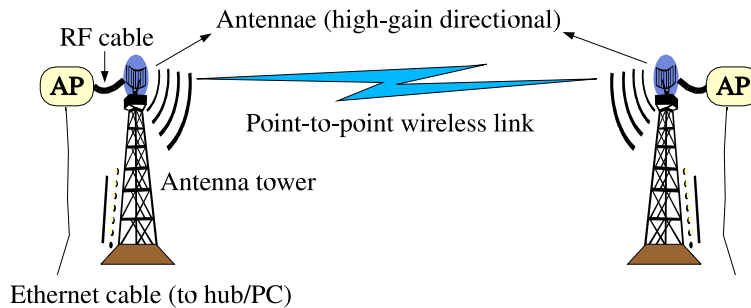 Antennae (high-gain directional)
RF cable
AP
AP
Point-to-point wireless link
Antenna tower
Ethernet cable (to hub/PC)